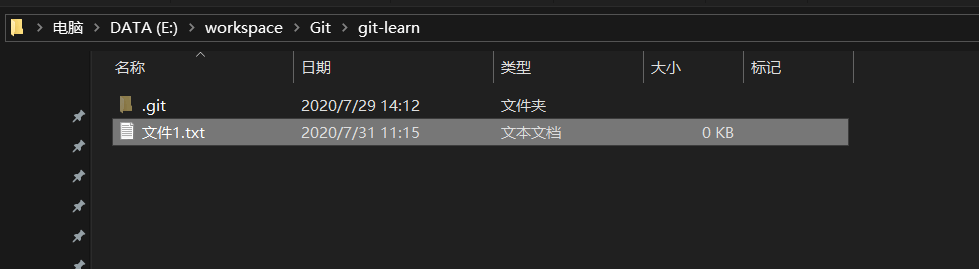 电脑 > DATA (E:) > workspace > Git > git-learn
名称 日期 类型 大小 标记
.git 2020/7/29 14:12 文件夹
文件1.txt 2020/7/31 11:15 文本文档 0 KB